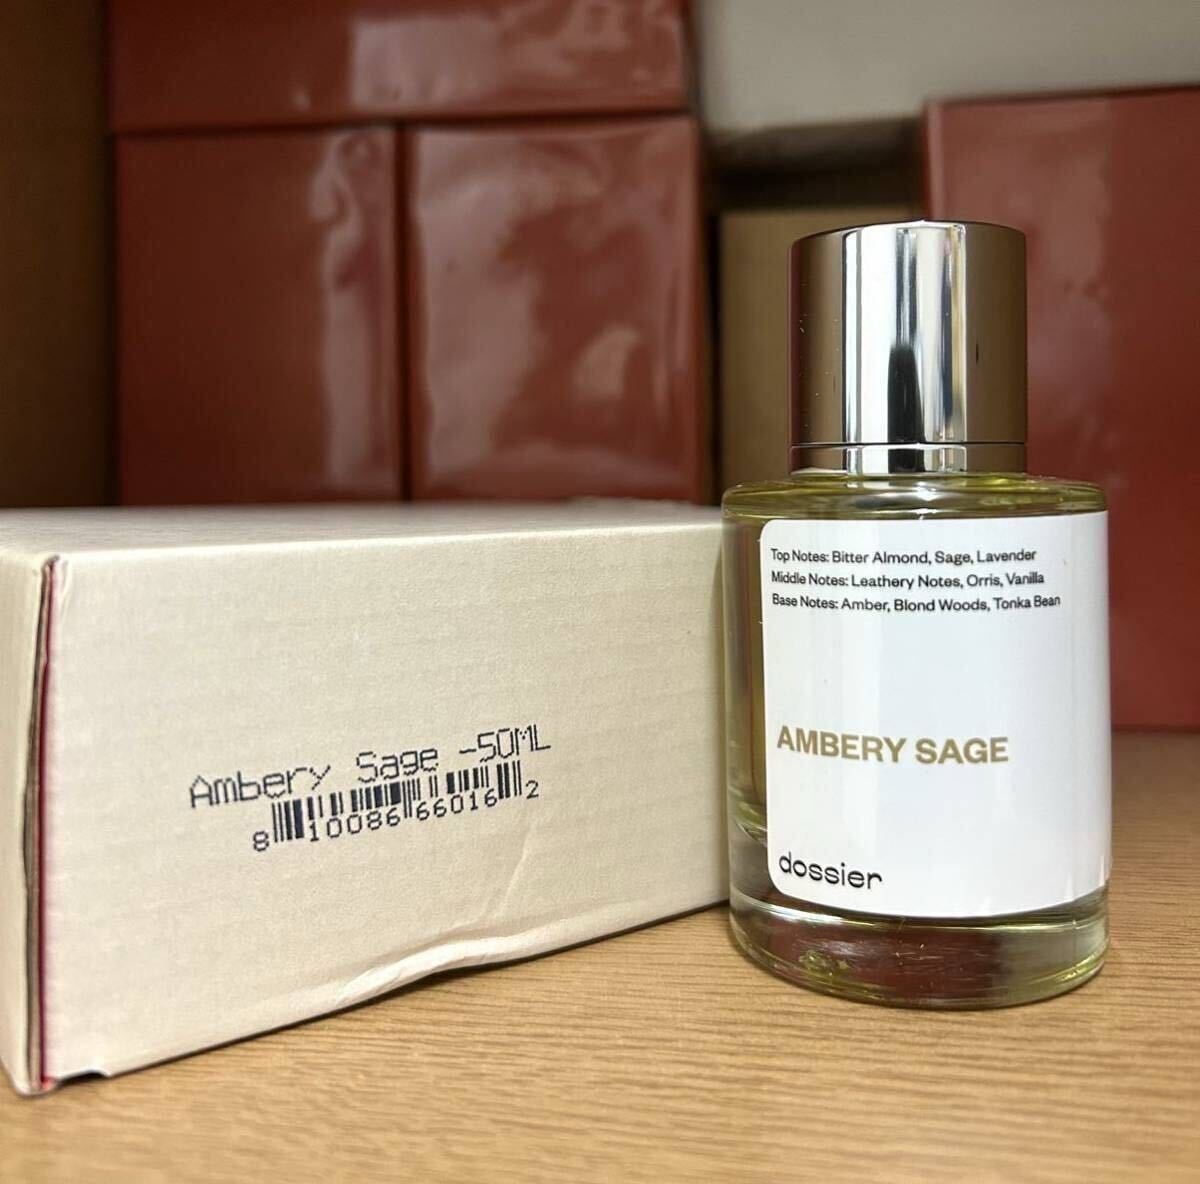 Ambery Sage -50ML
8 10086 66016 2
Top Notes: Bitter Almond, Sage, Lavender
Middle Notes: Leathery Notes, Orris, Vanilla
Base Notes: Amber, Blond Woods, Tonka Bean
AMBERY SAGE
dossier